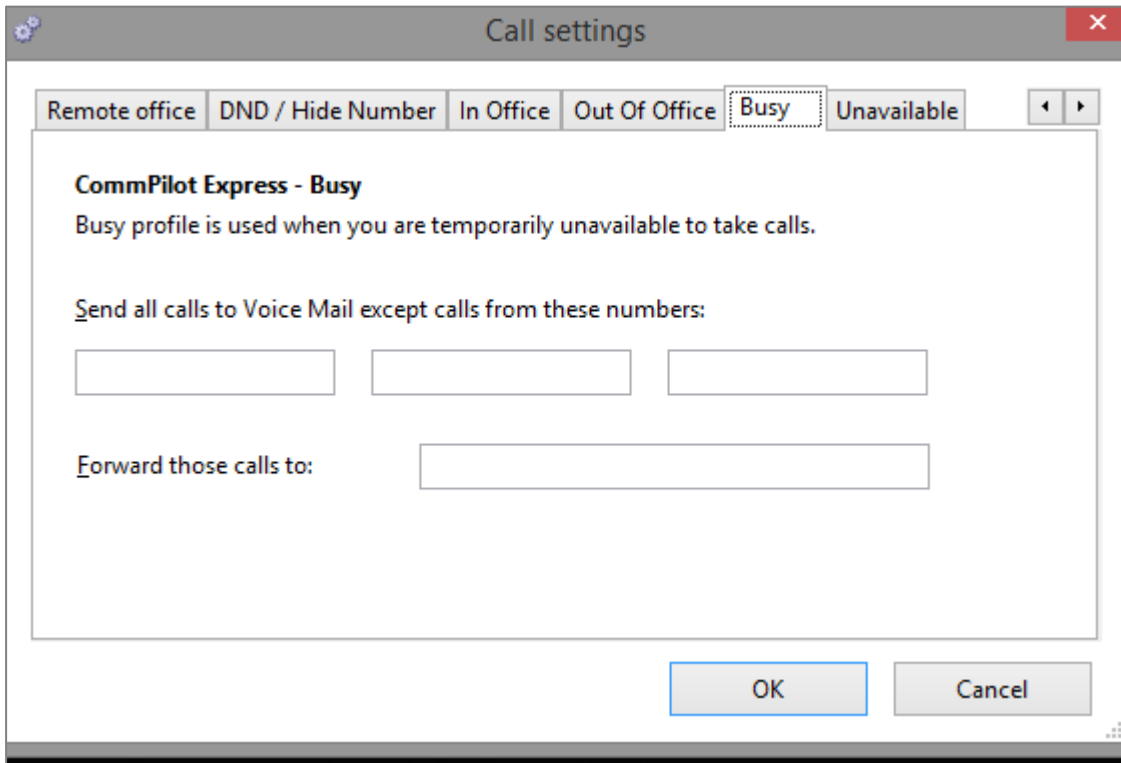 Call settings
Remote office DND / Hide Number In Office Out Of Office Busy Unavailable
CommPilot Express - Busy
Busy profile is used when you are temporarily unavailable to take calls.
Send all calls to Voice Mail except calls from these numbers:
Forward those calls to:
OK Cancel